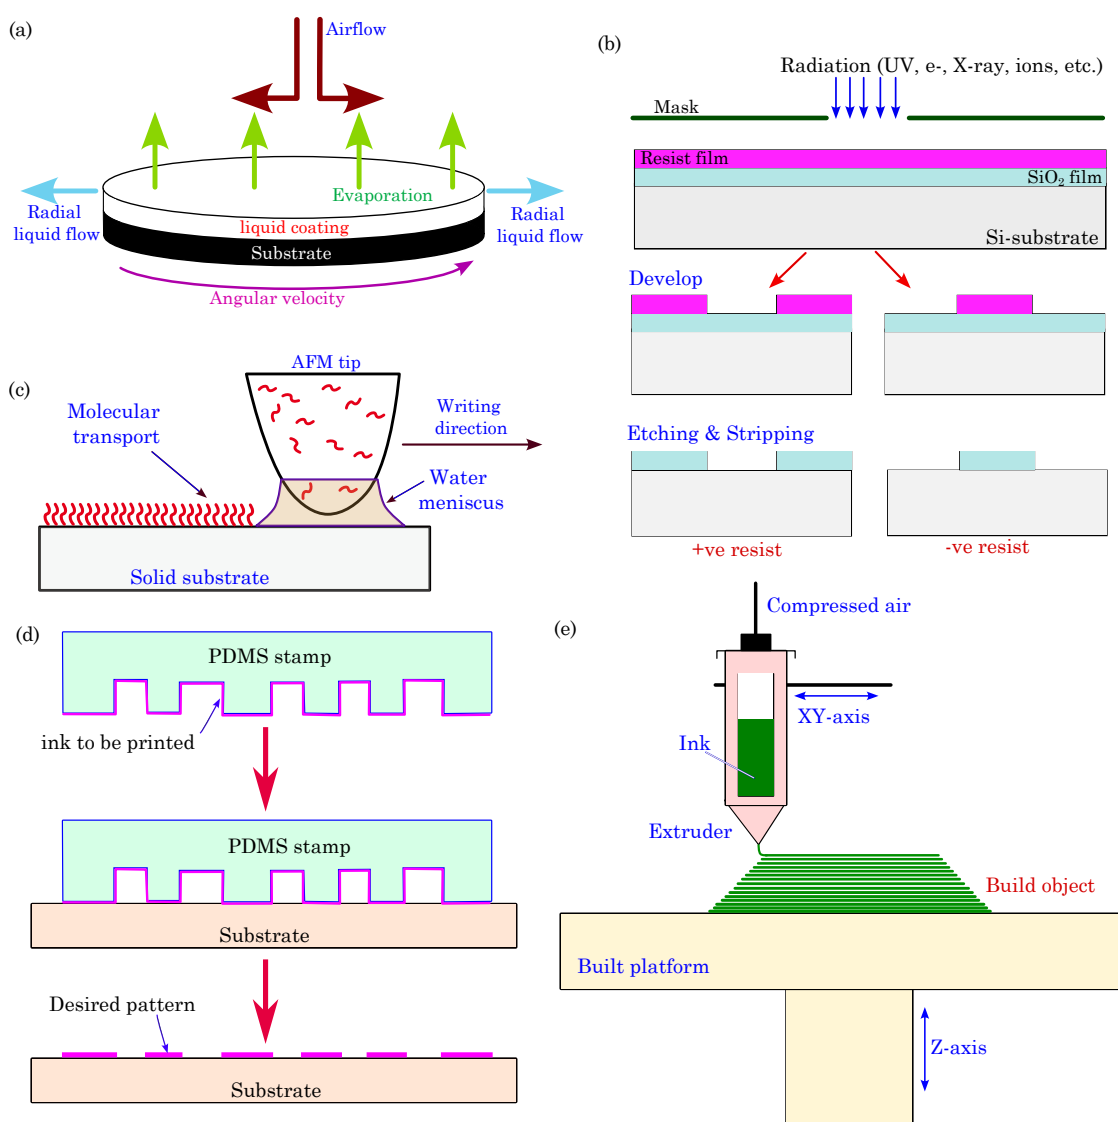 (a)
Airflow
Evaporation
Radial
liquid flow
Radial
liquid flow
liquid coating
Substrate
Angular velocity
(b)
Radiation (UV, e-, X-ray, ions, etc.)
Mask
Resist film
SiO₂ film
Si-substrate
Develop
Etching & Stripping
+ve resist
-ve resist
(c)
AFM tip
Molecular
transport
Writing
direction
Water
meniscus
Solid substrate
(d)
PDMS stamp
ink to be printed
PDMS stamp
Substrate
Desired pattern
Substrate
(e)
Compressed air
XY-axis
Ink
Extruder
Build object
Built platform
Z-axis